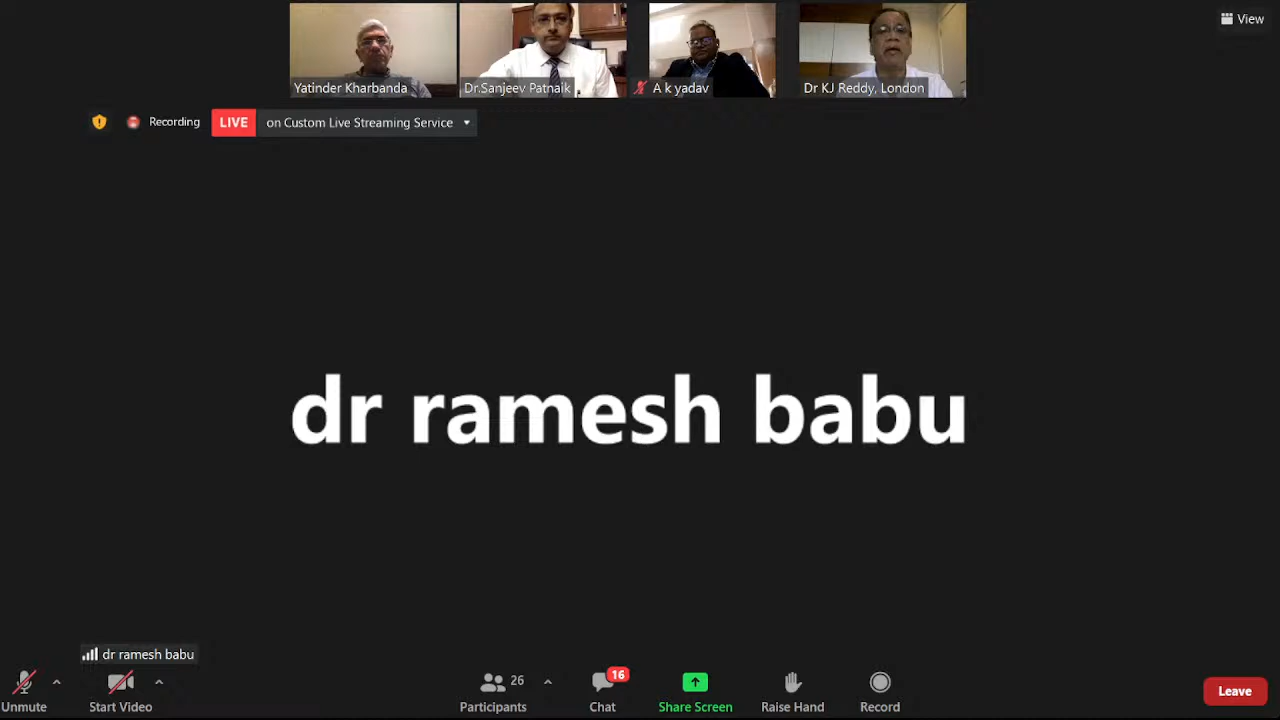 View
Yatinder Kharbanda
Dr.Sanjeev Patnaik
A k yadav
Dr KJ Reddy, London
Recording
LIVE
on Custom Live Streaming Service
dr ramesh babu
dr ramesh babu
Unmute
Start Video
26
Participants
16
Chat
Share Screen
Raise Hand
Record
Leave